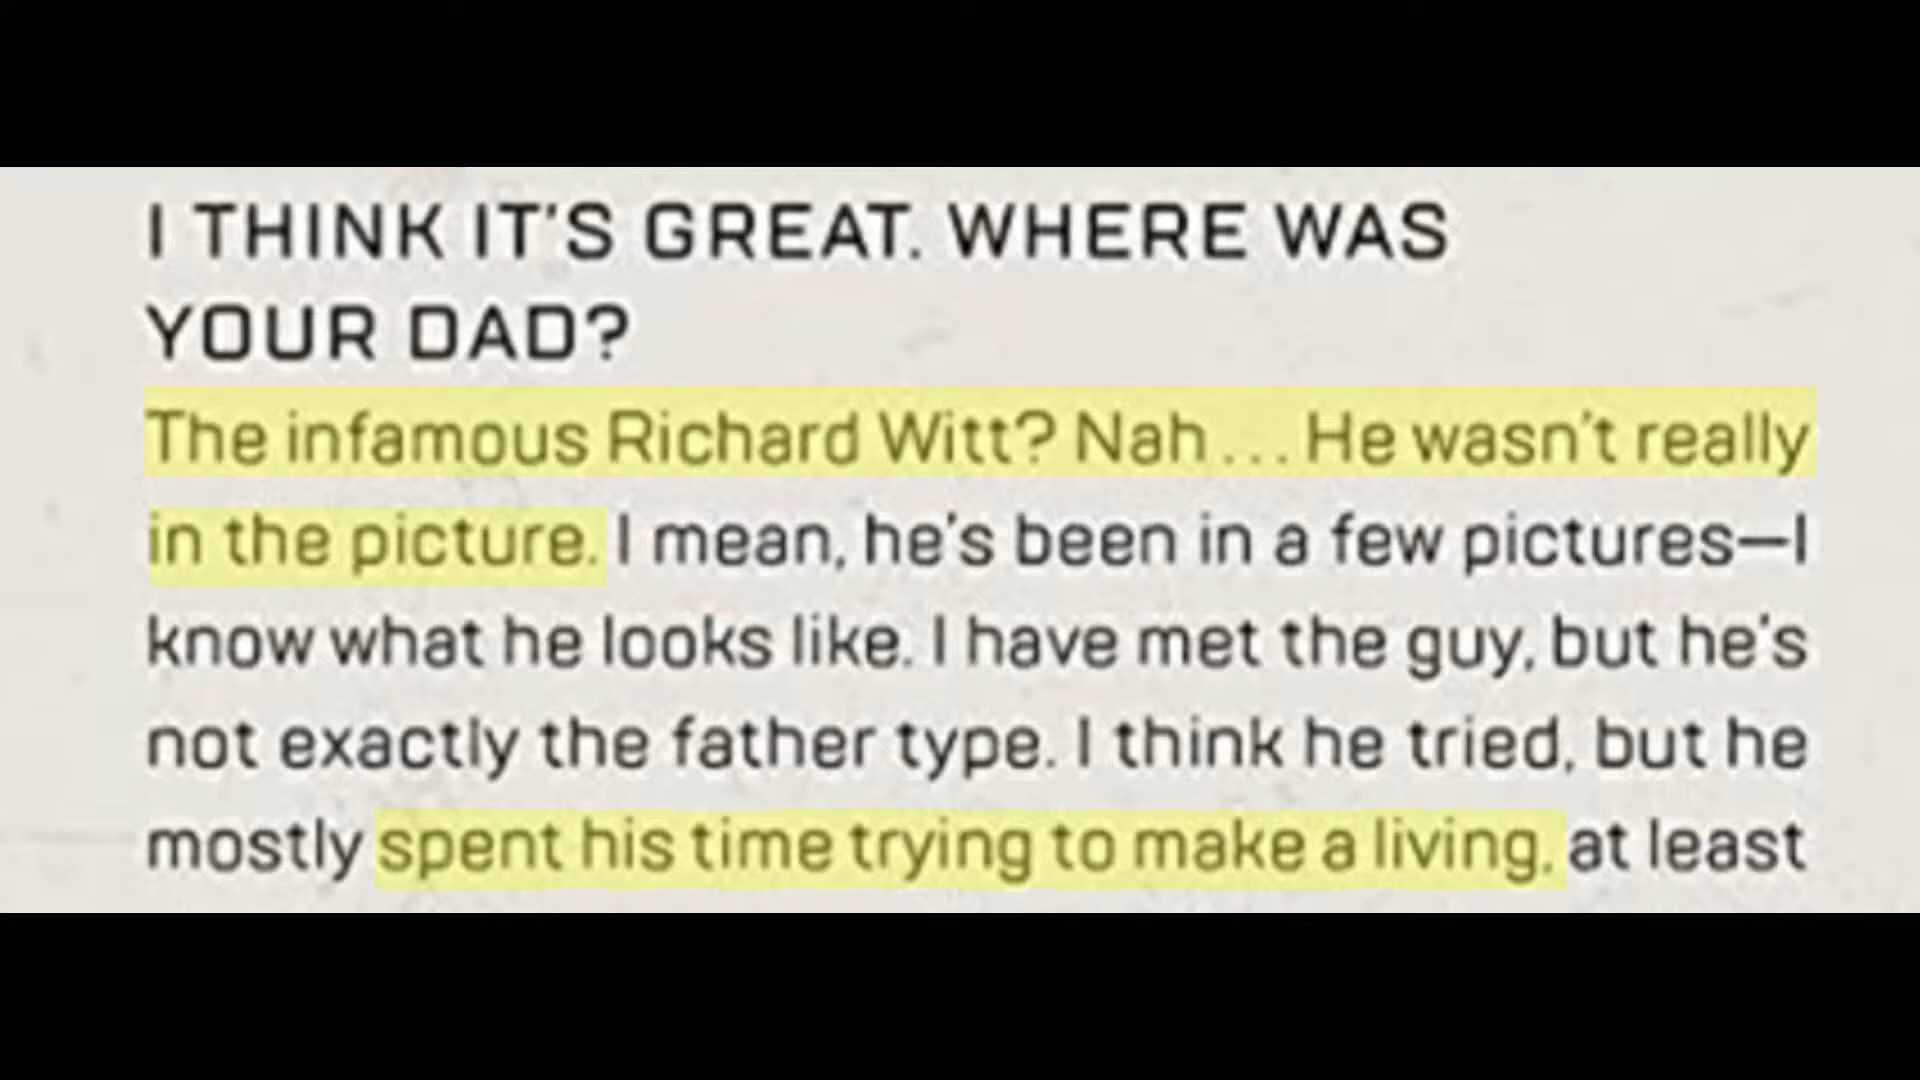 I THINK IT'S GREAT. WHERE WAS
YOUR DAD?
The infamous Richard Witt? Nah... He wasn't really
in the picture. I mean, he's been in a few pictures—I
know what he looks like. I have met the guy, but he's
not exactly the father type. I think he tried, but he
mostly spent his time trying to make a living, at least